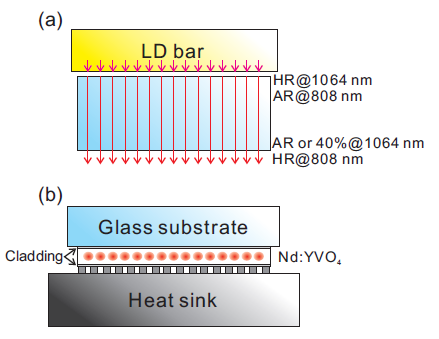 (a)
LD bar
HR@1064 nm
AR@808 nm
AR or 40%@1064 nm
HR@808 nm
(b)
Glass substrate
Cladding
Nd:YVO₄
Heat sink